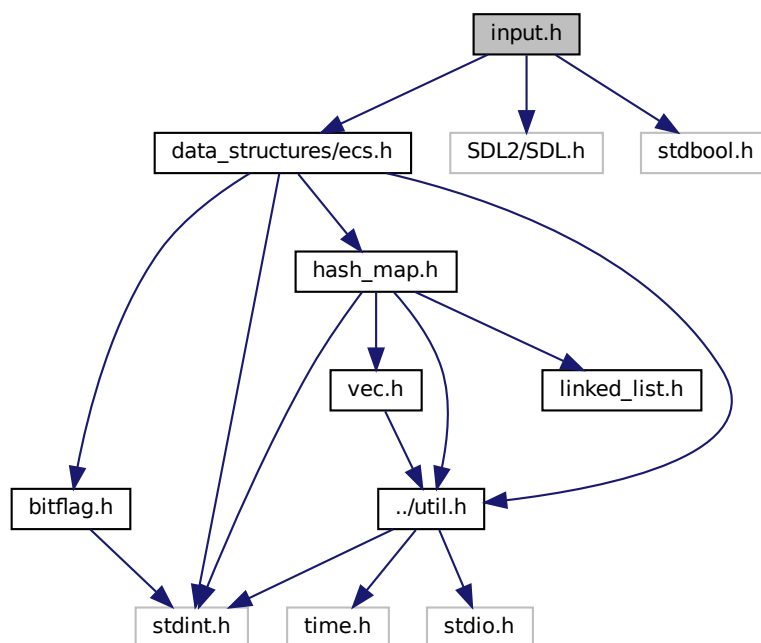 input.h
data_structures/ecs.h
SDL2/SDL.h
stdbool.h
hash_map.h
vec.h
linked_list.h
bitflag.h
../util.h
stdint.h
time.h
stdio.h